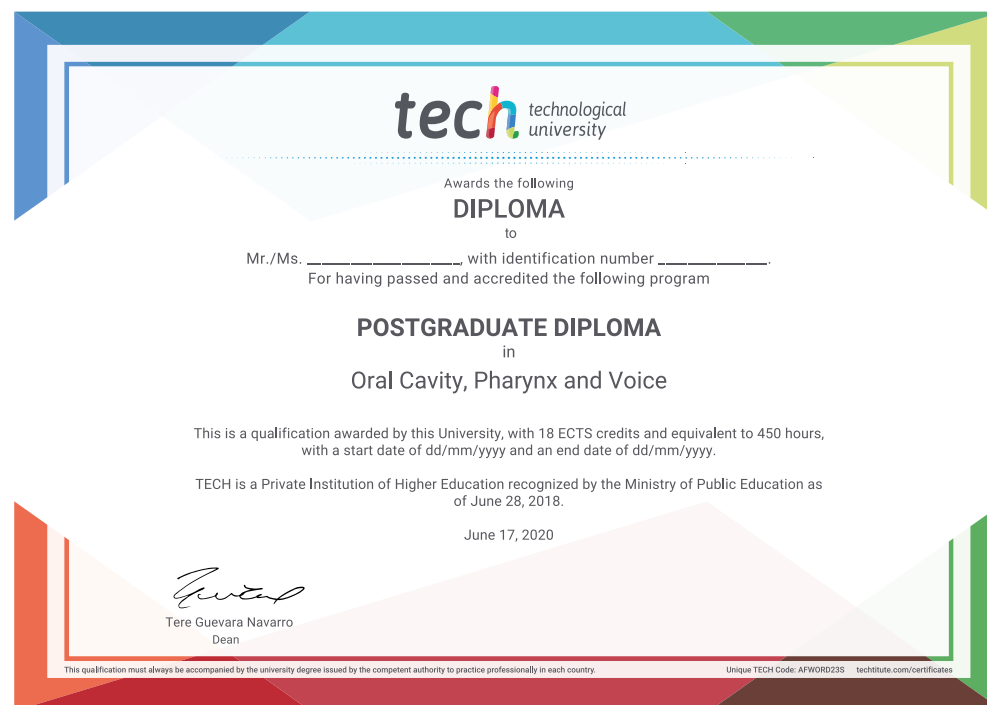 tech technological
university
Awards the following
DIPLOMA
to
Mr./Ms. ____________________, with identification number ______________.
For having passed and accredited the following program
POSTGRADUATE DIPLOMA
in
Oral Cavity, Pharynx and Voice
This is a qualification awarded by this University, with 18 ECTS credits and equivalent to 450 hours,
with a start date of dd/mm/yyyy and an end date of dd/mm/yyyy.
TECH is a Private Institution of Higher Education recognized by the Ministry of Public Education as
of June 28, 2018.
June 17, 2020
Tere Guevara Navarro
Dean
This qualification must always be accompanied by the university degree issued by the competent authority to practice professionally in each country.
Unique TECH Code: AFWORD23S techtitute.com/certificates